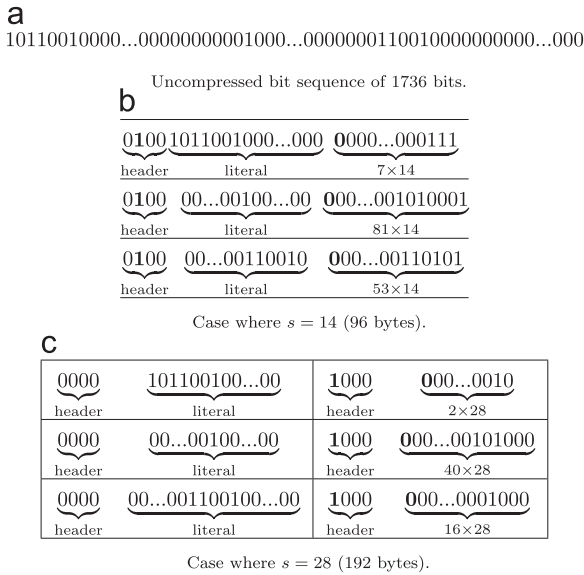 a
10110010000...00000000001000...0000000110010000000000...000
Uncompressed bit sequence of 1736 bits.
b
0100 1011001000...000 0000...000111
header literal 7×14
0100 00...00100...00 000...001010001
header literal 81×14
0100 00...00110010 000...00110101
header literal 53×14
Case where s = 14 (96 bytes).
c
0000 101100100...00 1000 000...0010
header literal header 2×28
0000 00...00100...00 1000 000...00101000
header literal header 40×28
0000 00...001100100...00 1000 000...0001000
header literal header 16×28
Case where s = 28 (192 bytes).